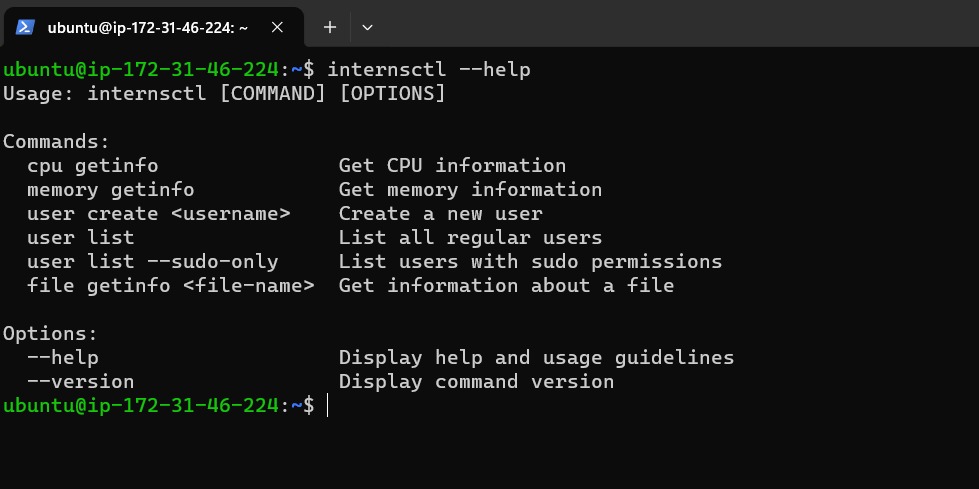 ubuntu@ip-172-31-46-224: ~
ubuntu@ip-172-31-46-224:~$ internsctl --help
Usage: internsctl [COMMAND] [OPTIONS]
Commands:
cpu getinfo Get CPU information
memory getinfo Get memory information
user create <username> Create a new user
user list List all regular users
user list --sudo-only List users with sudo permissions
file getinfo <file-name> Get information about a file
Options:
--help Display help and usage guidelines
--version Display command version
ubuntu@ip-172-31-46-224:~$